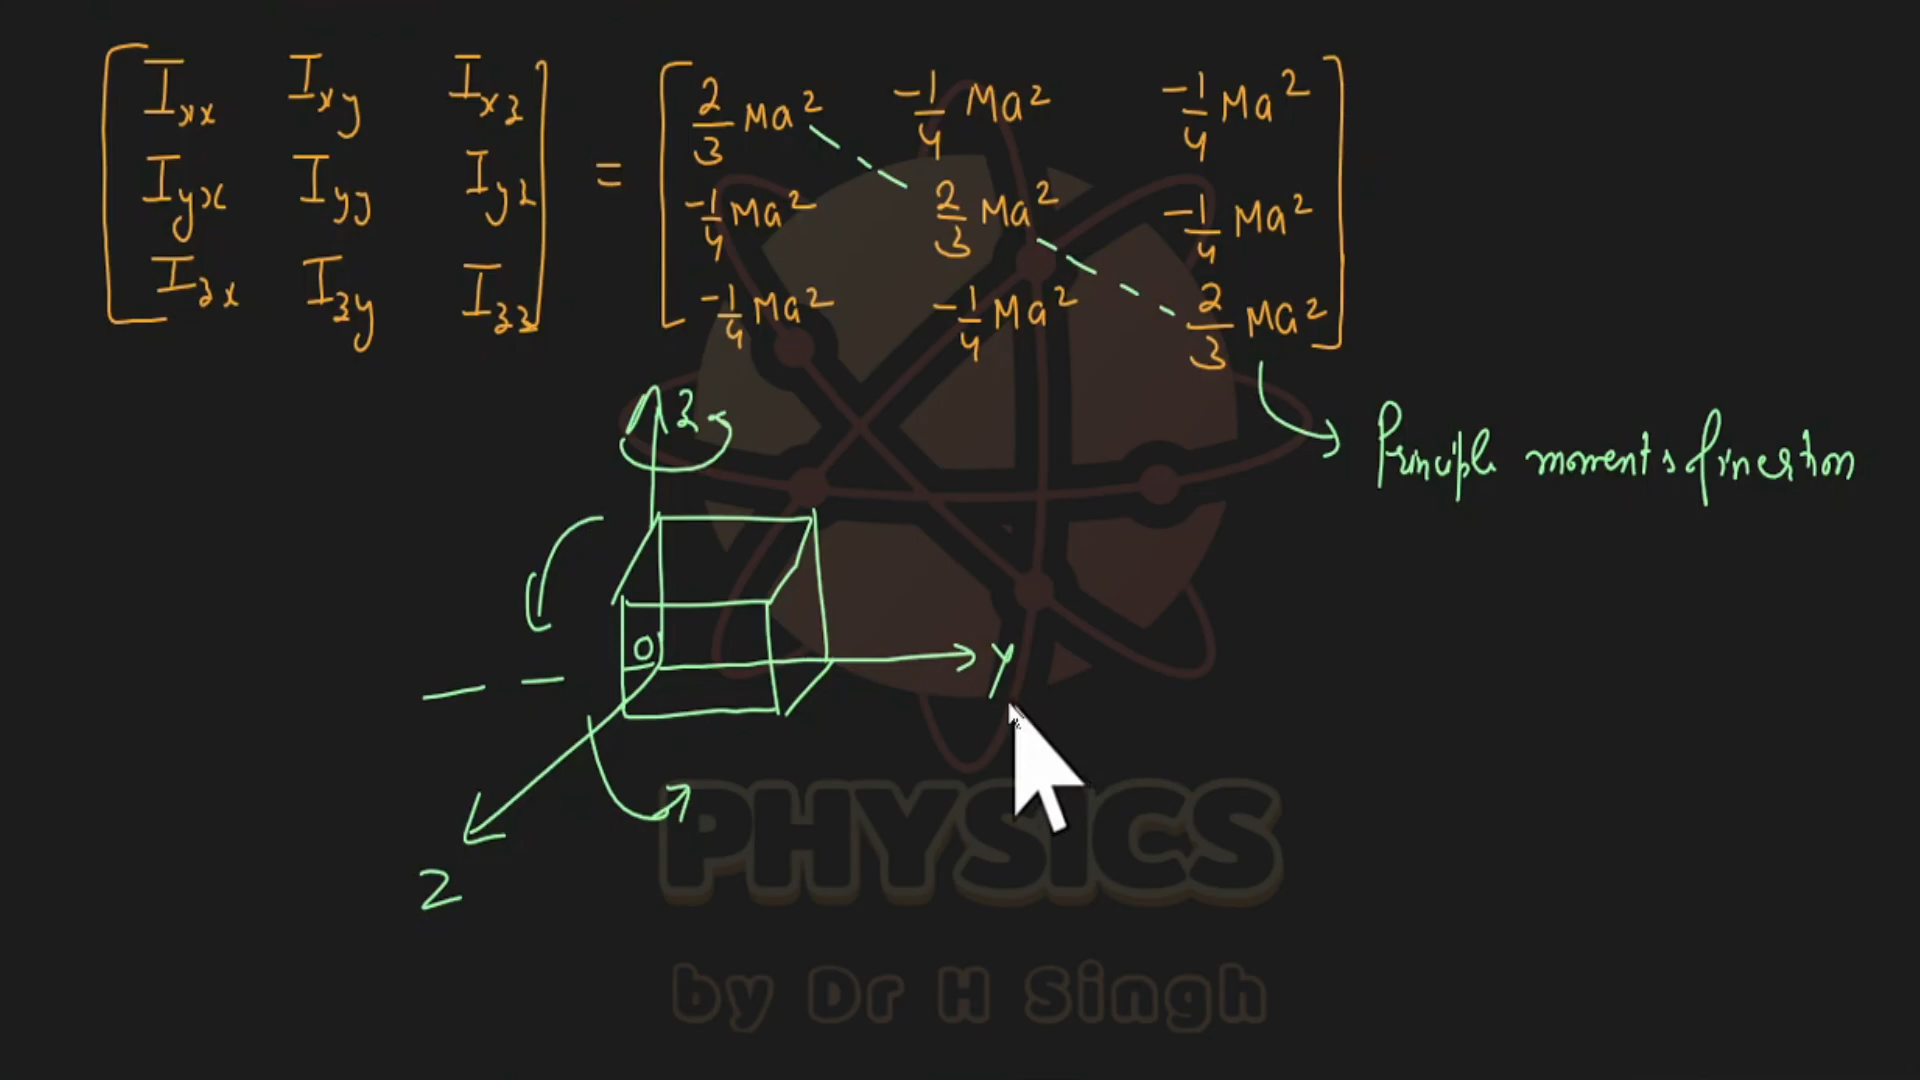 [Ixx Ixy Ixz] = [2/3 Ma² -1/4 Ma² -1/4 Ma²]
[Iyx Iyy Iyz] [-1/4 Ma² 2/3 Ma² -1/4 Ma²]
[Izx Izy Izz] [-1/4 Ma² -1/4 Ma² 2/3 Ma²]
z
Principle moments of inertion
O
y
2
PHYSICS
by Dr H Singh